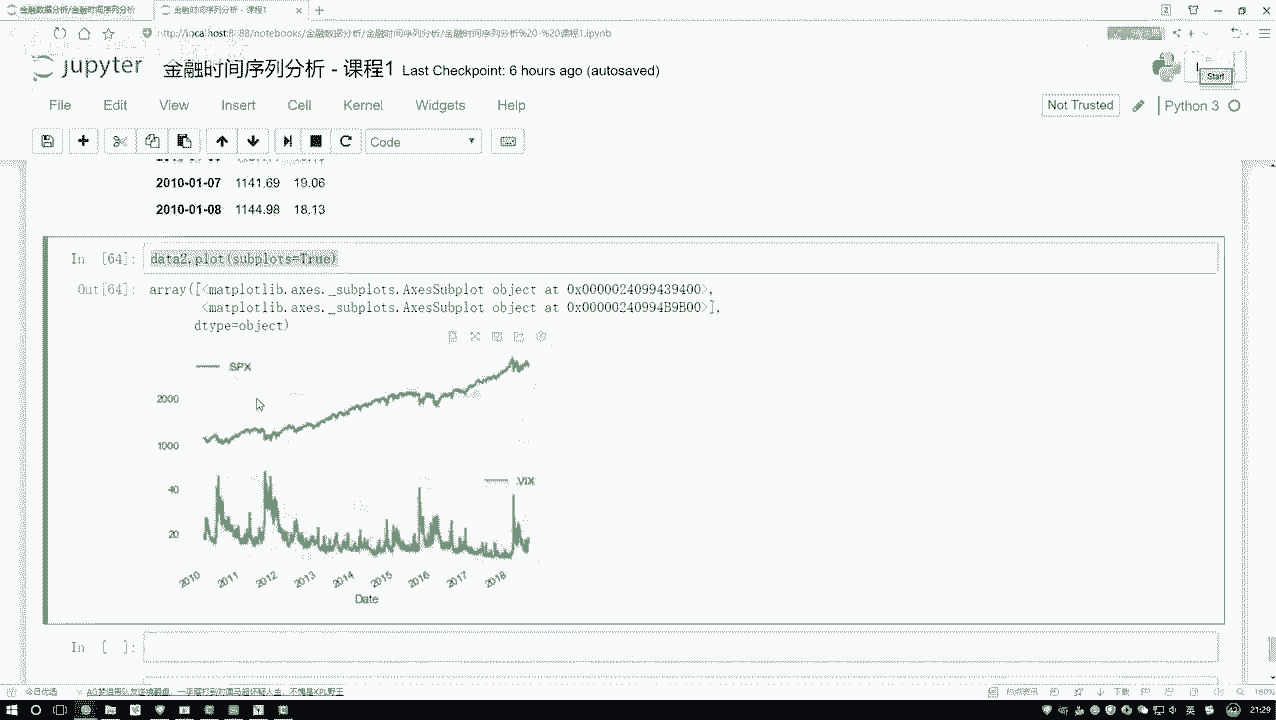 金融数据分析/金融时间序列分析
金融时间序列分析 - 课程1
http://localhost:8888/notebooks/金融数据分析/金融时间序列分析/金融时间序列分析%20-%20课程1.ipynb
jupyter 金融时间序列分析 - 课程1 Last Checkpoint: 6 hours ago (autosaved)
Start
File Edit View Insert Cell Kernel Widgets Help
Not Trusted
Python 3
Code
2010-01-07 1141.69 19.06
2010-01-08 1144.98 18.13
In [64]: data2.plot(subplots=True)
Out[64]: array([<matplotlib.axes._subplots.AxesSubplot object at 0x0000024099439400>,
<matplotlib.axes._subplots.AxesSubplot object at 0x00000240994B9B00>],
dtype=object)
.SPX
2000
1000
.VIX
40
20
2010 2011 2012 2013 2014 2015 2016 2017 2018
Date
In [ ]:
今日优选
热点资讯
下载
160%
英
21:29